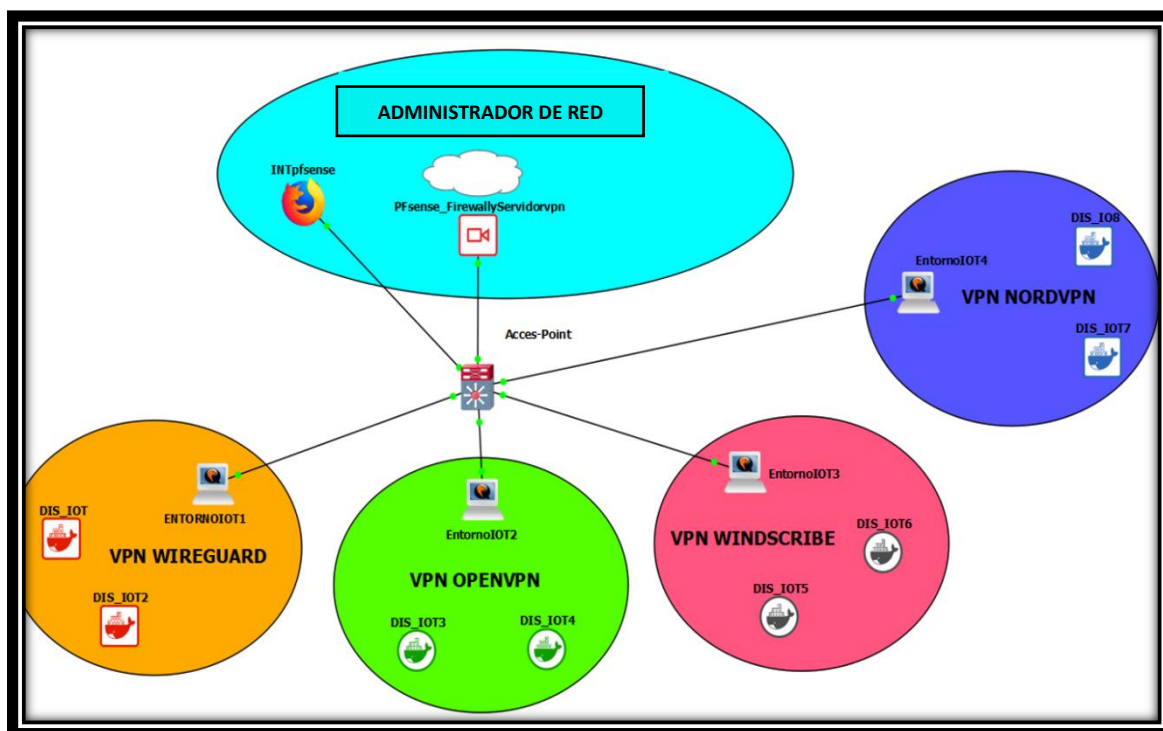 ADMINISTRADOR DE RED
INTpfsense
PFsense_FirewallyServidorvpn
DIS_IO8
EntornoIOT4
VPN NORDVPN
DIS_IOT7
Acces-Point
ENTORNOIOT1
DIS_IOT
VPN WIREGUARD
DIS_IOT2
EntornoIOT2
VPN OPENVPN
DIS_IOT3
DIS_IOT4
EntornoIOT3
VPN WINDSCRIBE
DIS_IOT6
DIS_IOT5